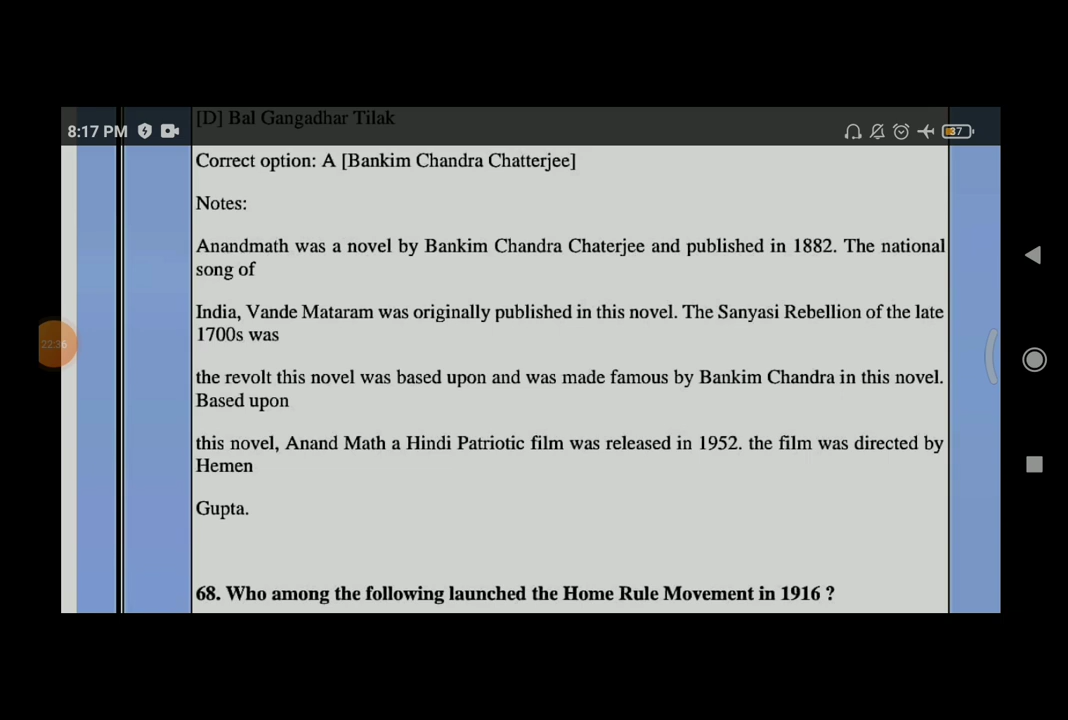 [D] Bal Gangadhar Tilak
8:17 PM
37
Correct option: A [Bankim Chandra Chatterjee]
Notes:
Anandmath was a novel by Bankim Chandra Chaterjee and published in 1882. The national
song of
India, Vande Mataram was originally published in this novel. The Sanyasi Rebellion of the late
1700s was
22:36
the revolt this novel was based upon and was made famous by Bankim Chandra in this novel.
Based upon
this novel, Anand Math a Hindi Patriotic film was released in 1952. the film was directed by
Hemen
Gupta.
68. Who among the following launched the Home Rule Movement in 1916 ?